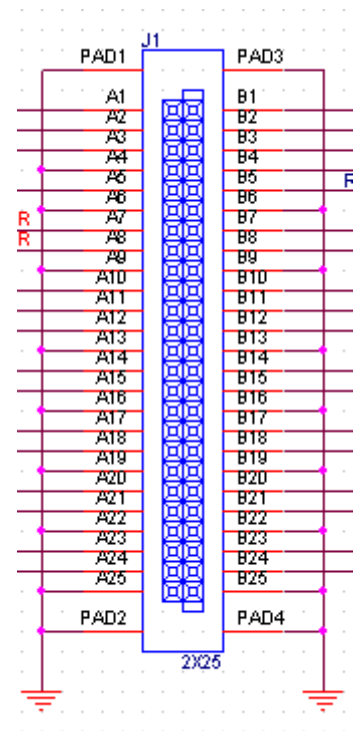 J1
PAD1 PAD3
A1 B1
A2 B2
A3 B3
A4 B4
A5 B5
R
A6 B6
A7 B7
R
A8 B8
R
A9 B9
A10 B10
A11 B11
A12 B12
A13 B13
A14 B14
A15 B15
A16 B16
A17 B17
A18 B18
A19 B19
A20 B20
A21 B21
A22 B22
A23 B23
A24 B24
A25 B25
PAD2 PAD4
2X25